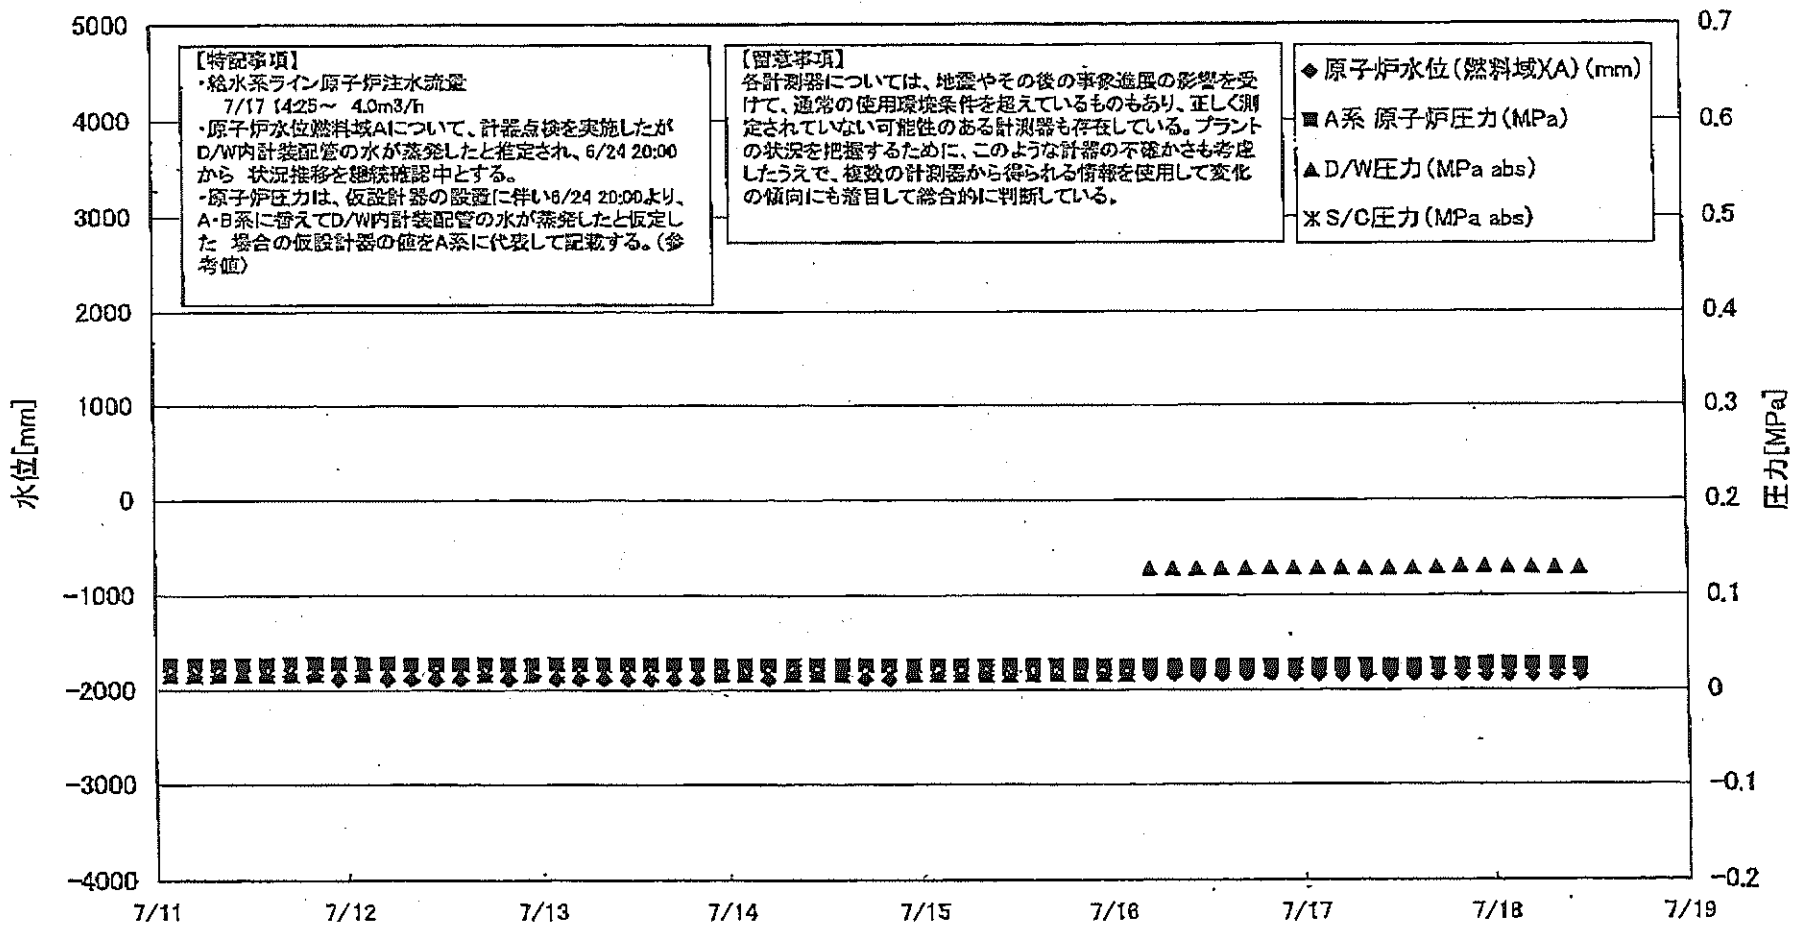 5000
4000
3000
2000
1000
0
-1000
-2000
-3000
-4000
水位[mm]
【特記事項】
・給水系ライン原子炉注水流量
7/17 14:25～ 4.0m3/h
・原子炉水位燃料域Aについて、計器点検を実施したが
D/W内計装配管の水が蒸発したと推定され、6/24 20:00
から 状況推移を継続確認中とする。
・原子炉圧力は、仮設計器の設置に伴い6/24 20:00より、
A・B系に替えてD/W内計装配管の水が蒸発したと仮定し
た 場合の仮設計器の値をA系に代表して記載する。(参
考値)
【留意事項】
各計測器については、地震やその後の事象進展の影響を受
けて、通常の使用環境条件を超えているものもあり、正しく測
定されていない可能性のある計測器も存在している。プラント
の状況を把握するために、このような計器の不確かさも考慮
したうえで、複数の計測器から得られる情報を使用して変化
の傾向にも着目して総合的に判断している。
◆原子炉水位(燃料域)(A)(mm)
■A系 原子炉圧力(MPa)
▲D/W圧力(MPa abs)
S/C圧力(MPa abs)
0.7
0.6
0.5
0.4
0.3
0.2
0.1
0
-0.1
-0.2
圧力[MPa]
7/11 7/12 7/13 7/14 7/15 7/16 7/17 7/18 7/19